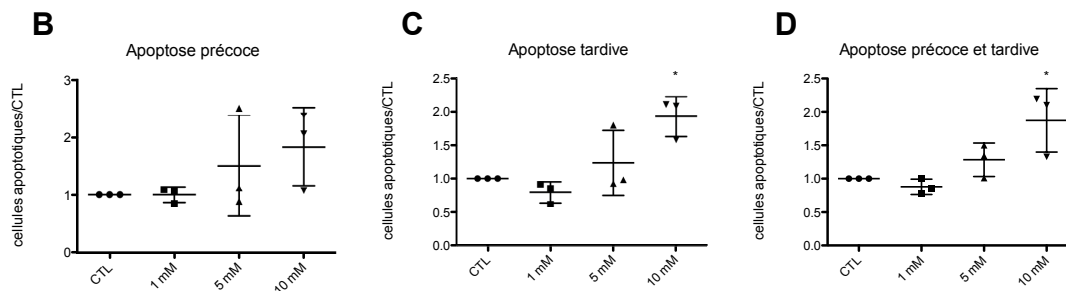 B
Apoptose précoce
cellules apoptotiques/CTL
3
2
1
0
CTL
1 mM
5 mM
10 mM
C
Apoptose tardive
cellules apoptotiques/CTL
2.5
2.0
1.5
1.0
0.5
0.0
*
CTL
1 mM
5 mM
10 mM
D
Apoptose précoce et tardive
cellules apoptotiques/CTL
2.5
2.0
1.5
1.0
0.5
0.0
*
CTL
1 mM
5 mM
10 mM